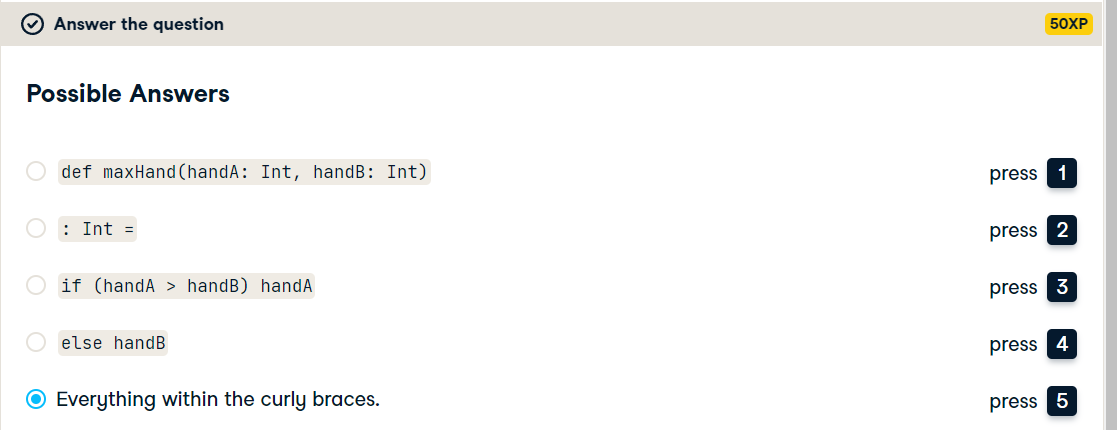 Answer the question 50XP
Possible Answers
def maxHand(handA: Int, handB: Int) press 1
: Int = press 2
if (handA > handB) handA press 3
else handB press 4
Everything within the curly braces. press 5